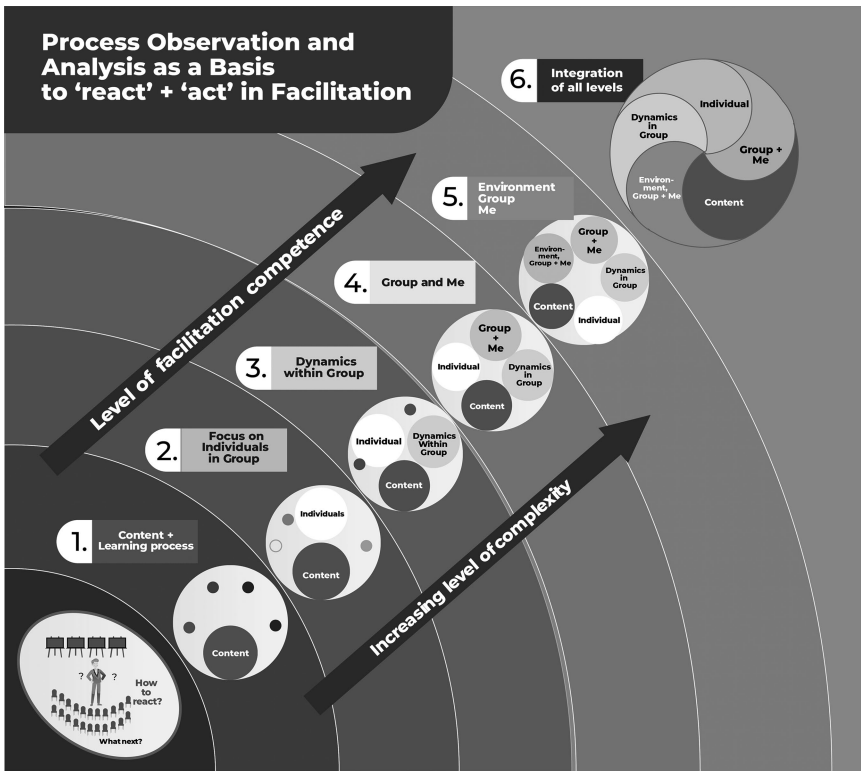 Process Observation and
Analysis as a Basis
to ‘react’ + ‘act’ in Facilitation
6.
Integration
of all levels
Individual
Dynamics
in
Group
Group +
Me
Environ-
ment,
Group + Me
Content
5.
Environment
Group
Me
Group
+
Me
Environ-
ment,
Group + Me
Dynamics
in
Group
Content
Individual
4.
Group and Me
Group
+
Me
Individual
Dynamics
in
Group
Content
Level of facilitation competence
3.
Dynamics
within Group
Individual
Dynamics
Within
Group
Content
2.
Focus on
Individuals
in Group
Individuals
Content
Increasing level of complexity
1.
Content +
Learning process
Content
? ?
How
to
react?
What next?